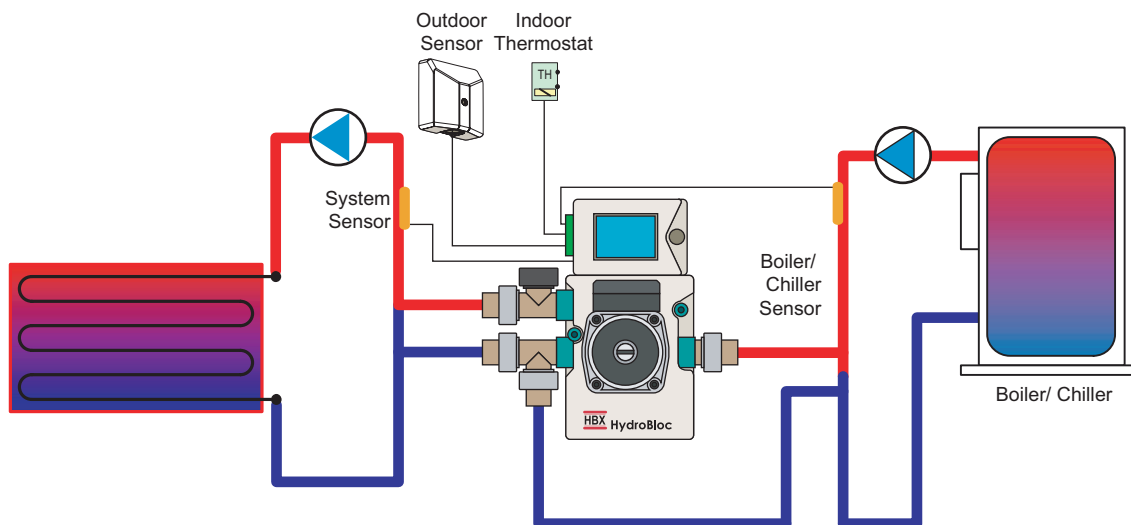 Outdoor
Sensor
Indoor
Thermostat
TH
System
Sensor
Boiler/
Chiller
Sensor
Boiler/ Chiller
HBX HydroBloc